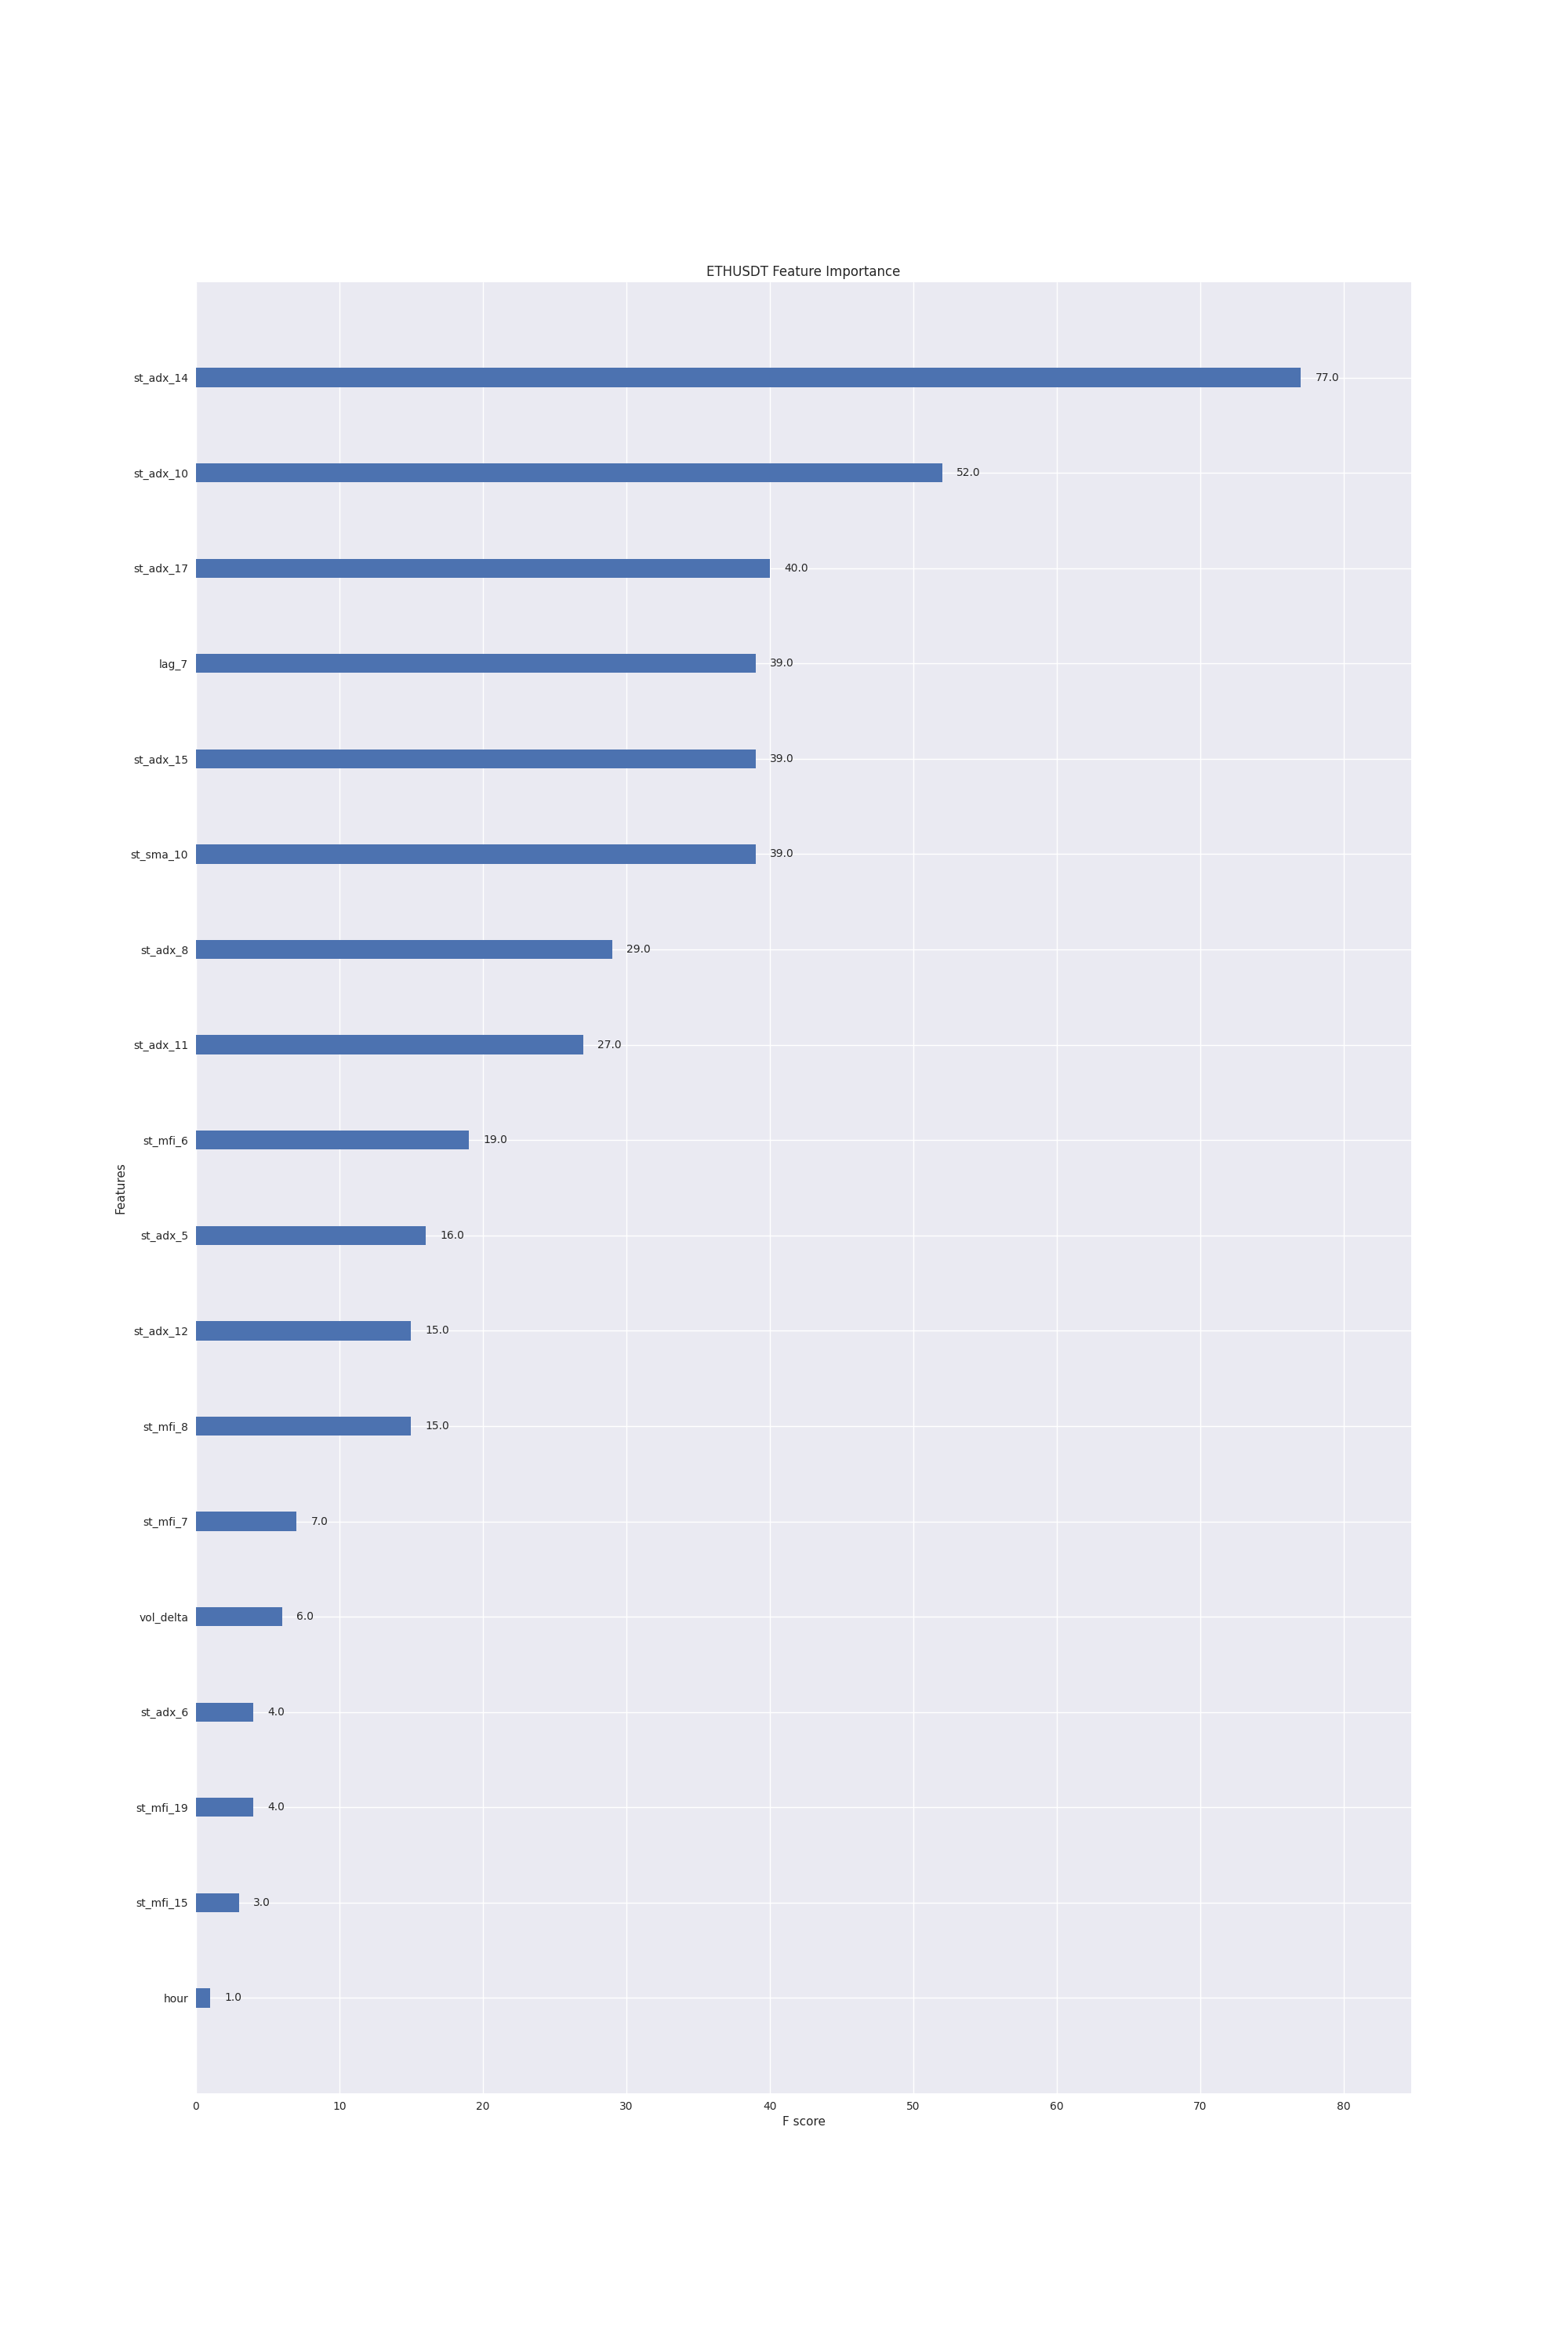 ETHUSDT Feature Importance
st_adx_14 77.0
st_adx_10 52.0
st_adx_17 40.0
lag_7 39.0
st_adx_15 39.0
st_sma_10 39.0
st_adx_8 29.0
st_adx_11 27.0
st_mfi_6 19.0
Features
st_adx_5 16.0
st_adx_12 15.0
st_mfi_8 15.0
st_mfi_7 7.0
vol_delta 6.0
st_adx_6 4.0
st_mfi_19 4.0
st_mfi_15 3.0
hour 1.0
0 10 20 30 40 50 60 70 80
F score